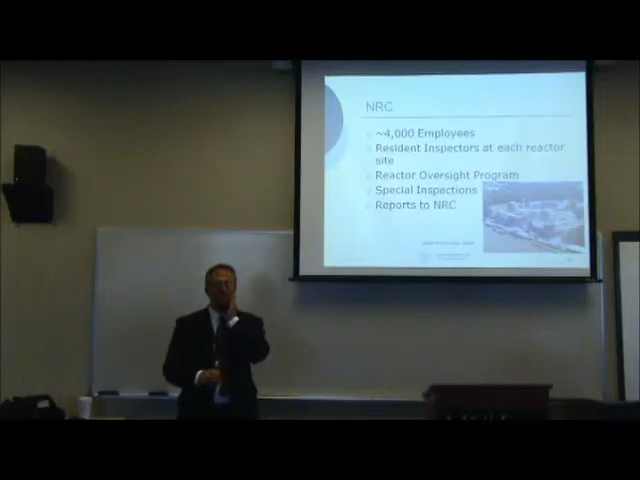 NRC
~4,000 Employees
Resident Inspectors at each reactor
site
Reactor Oversight Program
Special Inspections
Reports to NRC